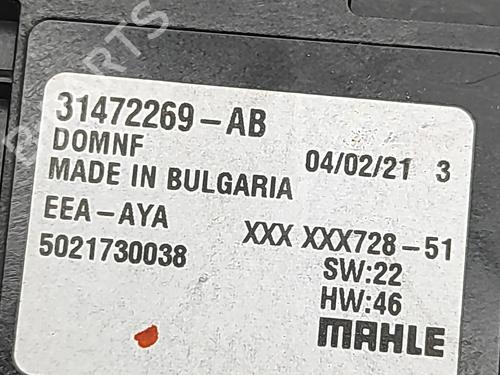 31472269-AB
DOMNF 04/02/21 3
MADE IN BULGARIA
EEA-AYA XXX XXX728-51
5021730038 SW:22
HW:46
MAHLE
PARTS